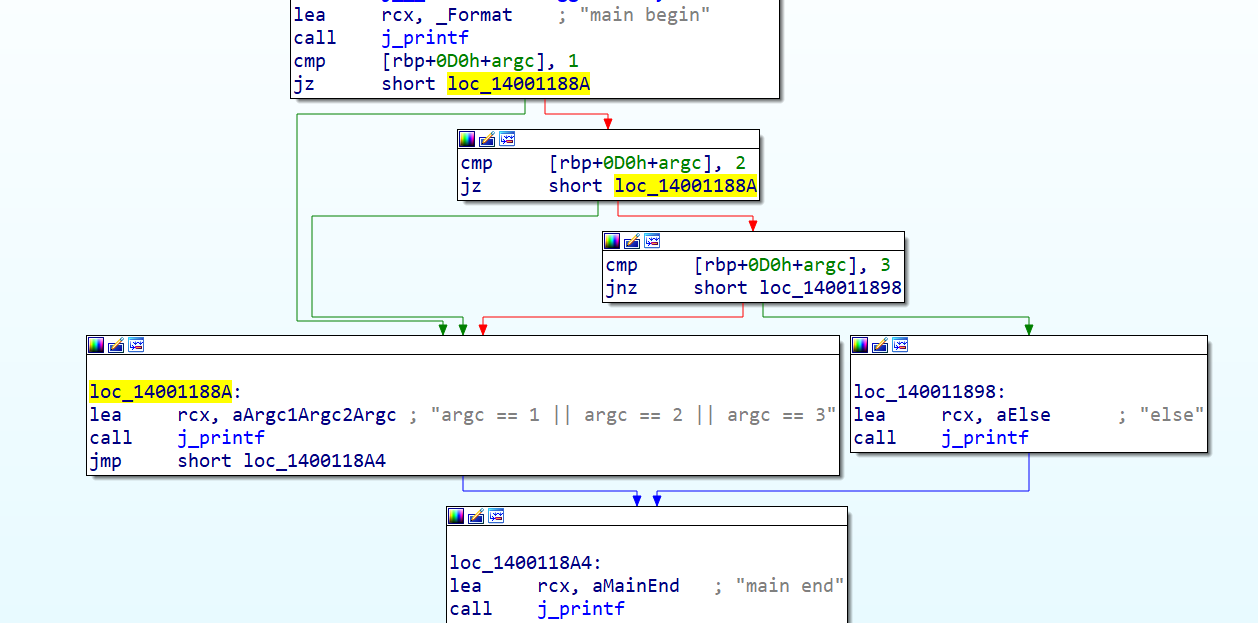 lea rcx, _Format ; "main begin"
call j_printf
cmp [rbp+0D0h+argc], 1
jz short loc_14001188A
cmp [rbp+0D0h+argc], 2
jz short loc_14001188A
cmp [rbp+0D0h+argc], 3
jnz short loc_140011898
loc_14001188A:
lea rcx, aArgc1Argc2Argc ; "argc == 1 || argc == 2 || argc == 3"
call j_printf
jmp short loc_1400118A4
loc_140011898:
lea rcx, aElse ; "else"
call j_printf
loc_1400118A4:
lea rcx, aMainEnd ; "main end"
call j_printf